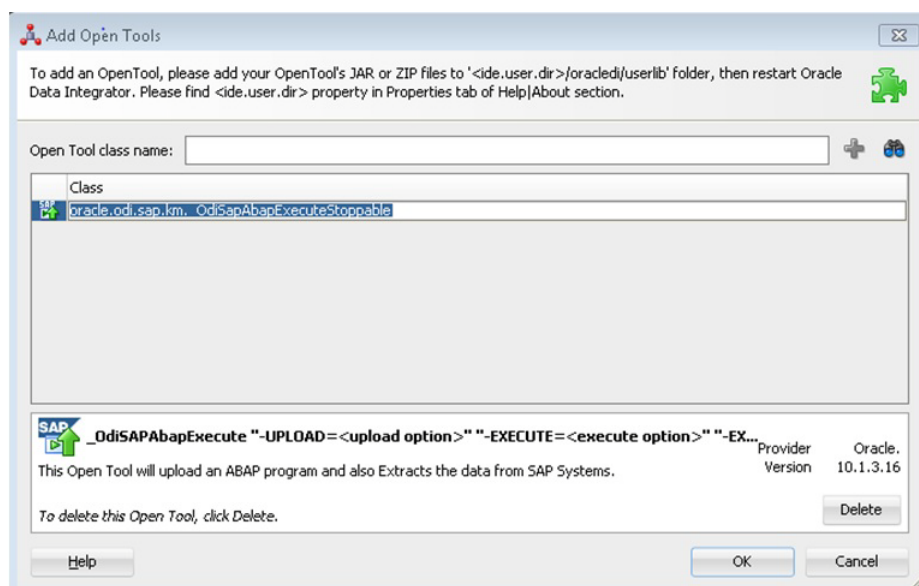 Add Open Tools
To add an OpenTool, please add your OpenTool's JAR or ZIP files to '<ide.user.dir>/oracledi/userlib' folder, then restart Oracle
Data Integrator. Please find <ide.user.dir> property in Properties tab of Help|About section.
Open Tool class name:
Class
SAP
oracle.odi.sap.km._OdiSapAbapExecuteStoppable
SAP
_OdiSAPAbapExecute "-UPLOAD=<upload option>" "-EXECUTE=<execute option>" "-EX...
Provider Oracle.
This Open Tool will upload an ABAP program and also Extracts the data from SAP Systems.
Version 10.1.3.16
To delete this Open Tool, click Delete.
Delete
Help
OK
Cancel